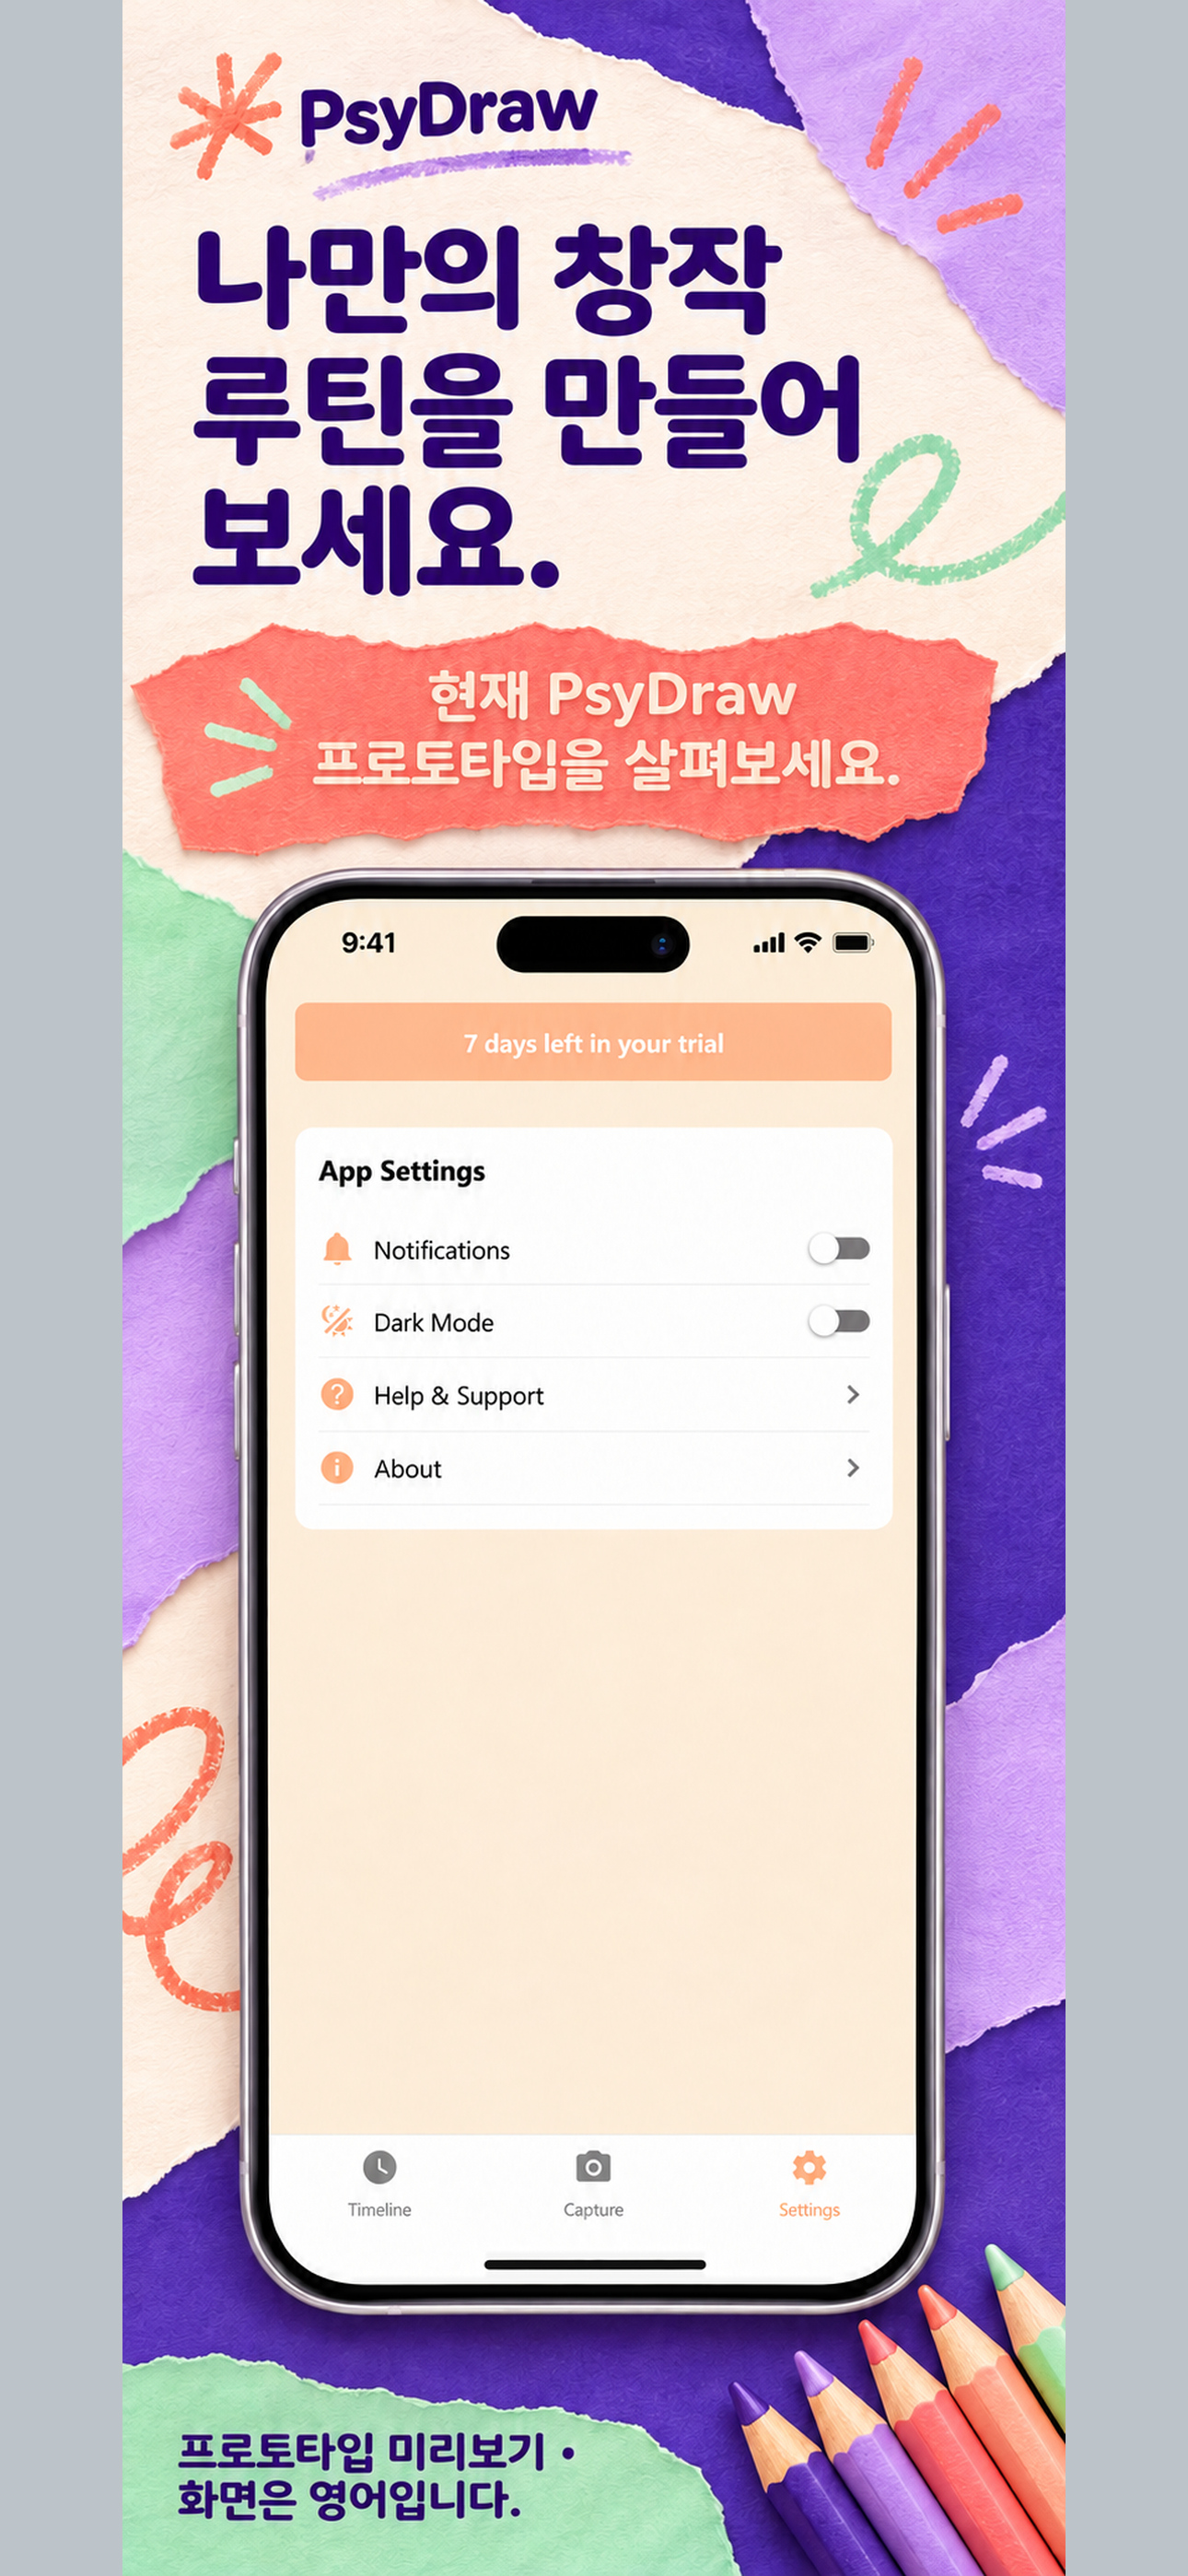 PsyDraw
나만의 창작
루틴을 만들어
보세요.
현재 PsyDraw
프로토타입을 살펴보세요.
9:41
7 days left in your trial
App Settings
Notifications
Dark Mode
Help & Support
About
Timeline
Capture
Settings
프로토타입 미리보기 •
화면은 영어입니다.